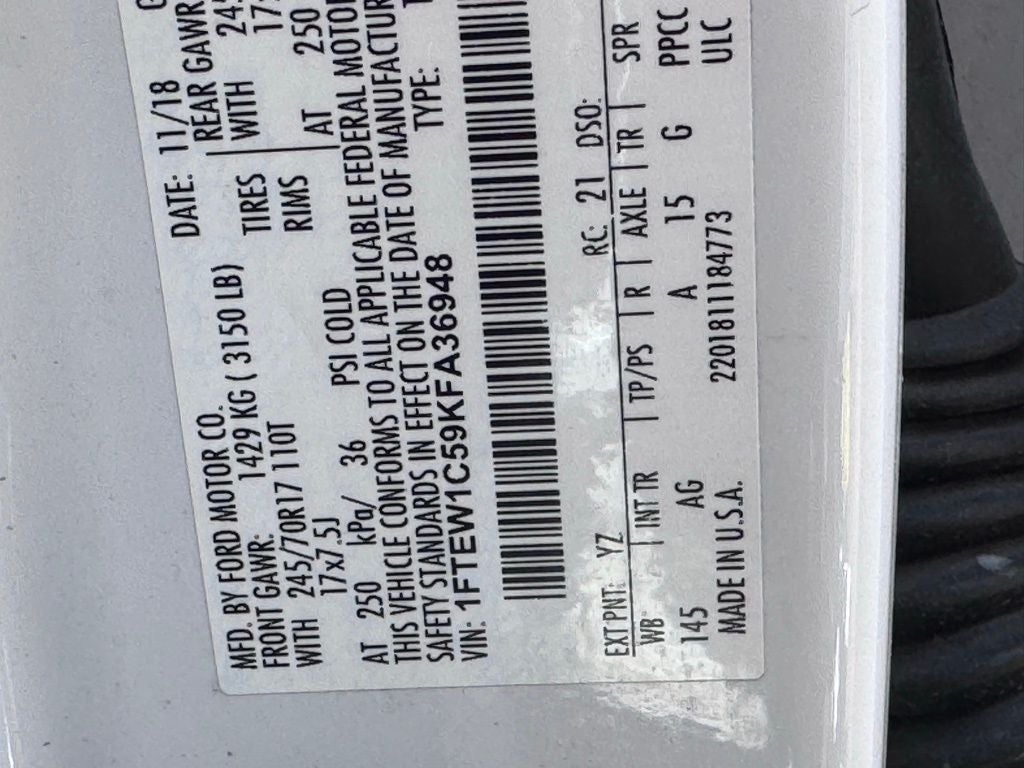 MFD. BY FORD MOTOR CO. DATE: 11/18
FRONT GAWR: 1429 KG ( 3150 LB) REAR GAWR
WITH 245/70R17 110T TIRES WITH 245
17x7.5J RIMS
AT 250 kPa/ 36 PSI COLD AT 250
THIS VEHICLE CONFORMS TO ALL APPLICABLE FEDERAL MOTOR
SAFETY STANDARDS IN EFFECT ON THE DATE OF MANUFACTUR
VIN: 1FTEW1C59KFA36948 TYPE:
EXT PNT: YZ RC: 21 DSO:
WB INT TR TP/PS R AXLE TR SPR
145 AG A 15 G PPCC
MADE IN U.S.A. 2201811184773 ULC